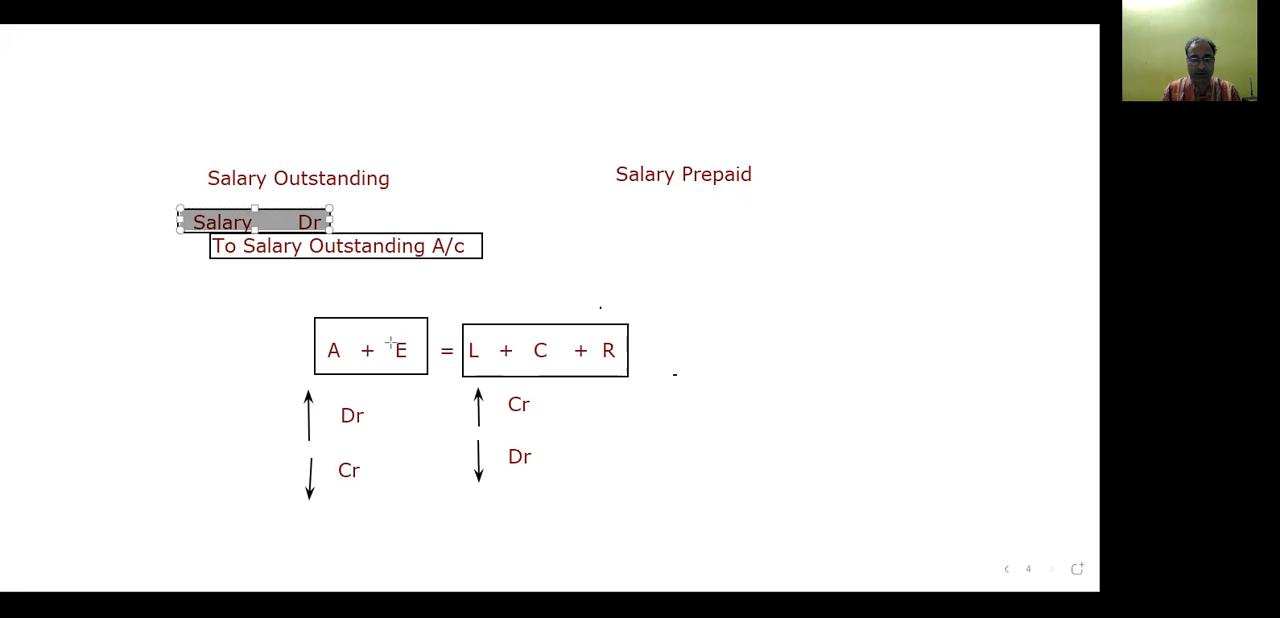 Salary Outstanding
Salary Prepaid
Salary Dr
To Salary Outstanding A/c
A + E = L + C + R
Dr
Cr
Cr
Dr
4